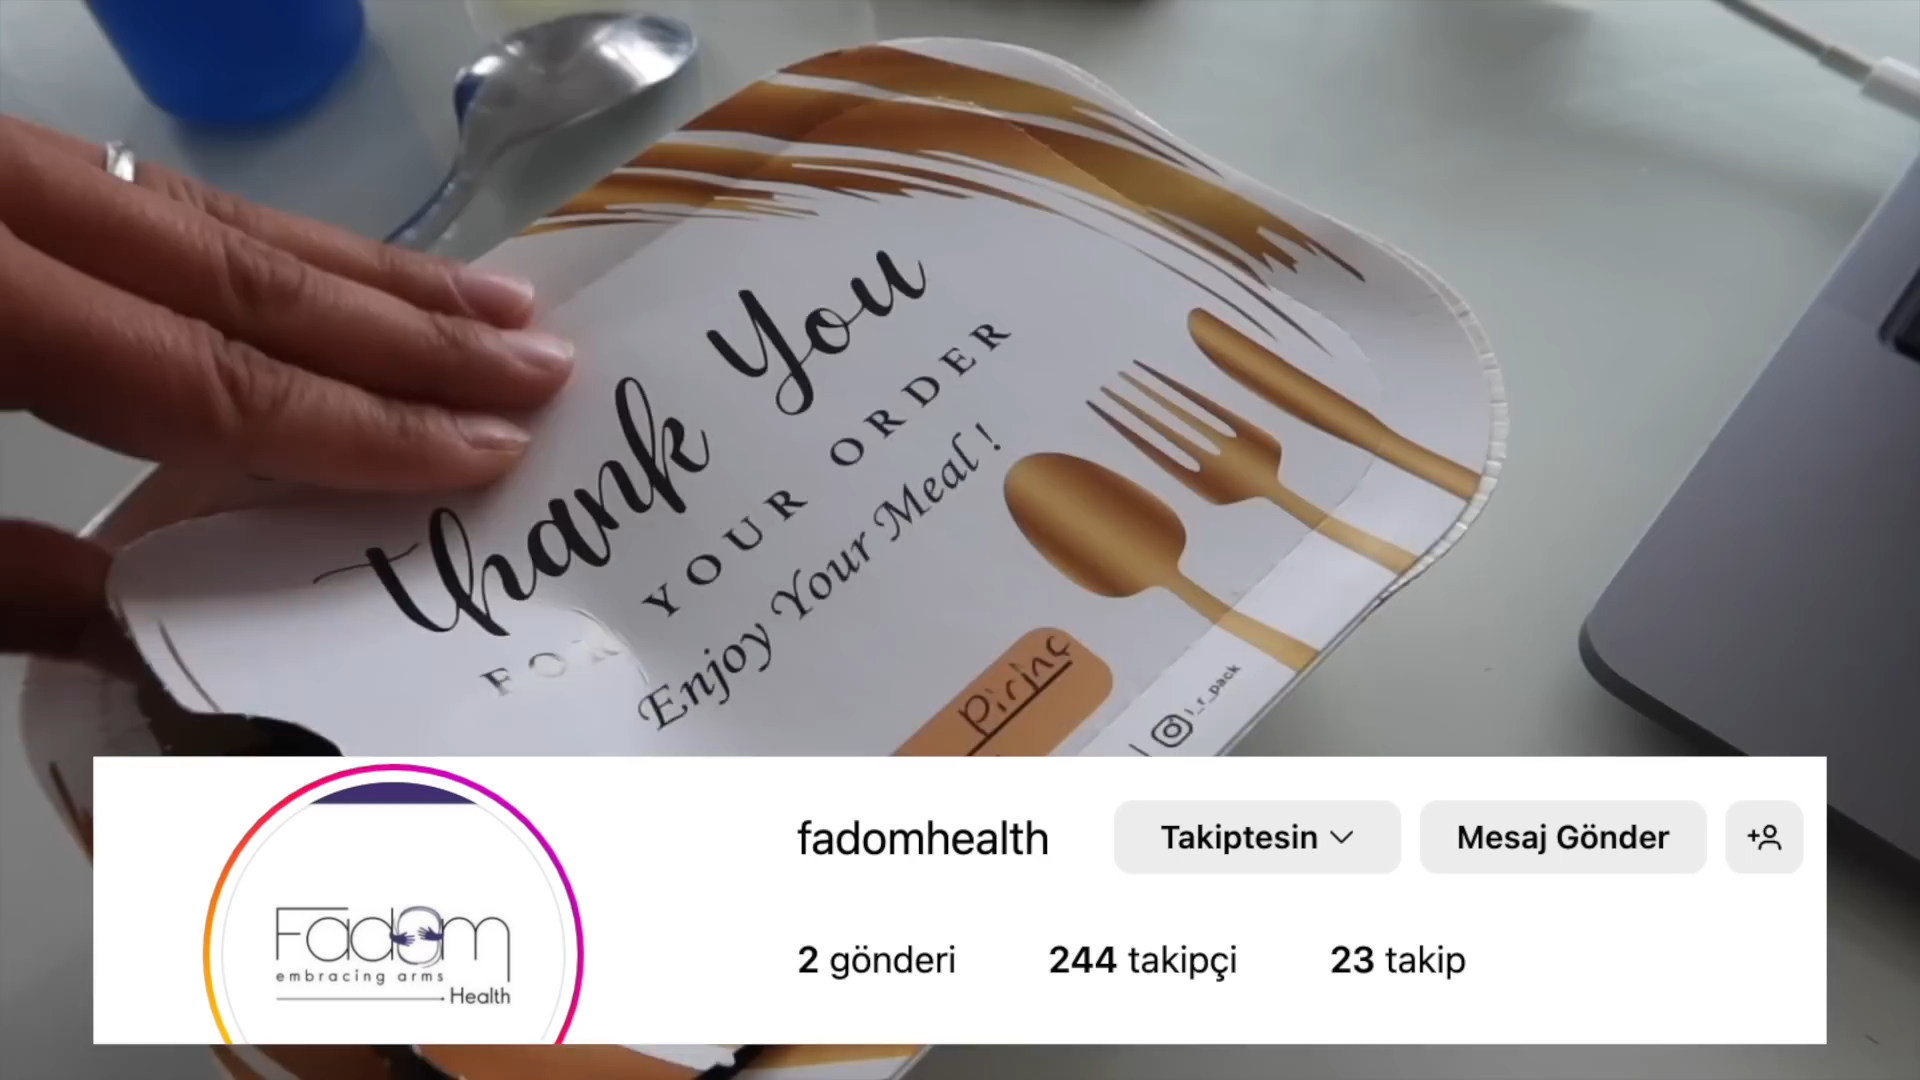 thank you
FOR YOUR ORDER
Enjoy Your Meal !
pirinç
ı_r_pack
fadomhealth
Takiptesin
Mesaj Gönder
2 gönderi
244 takipçi
23 takip
Fadom
embracing arms
Health